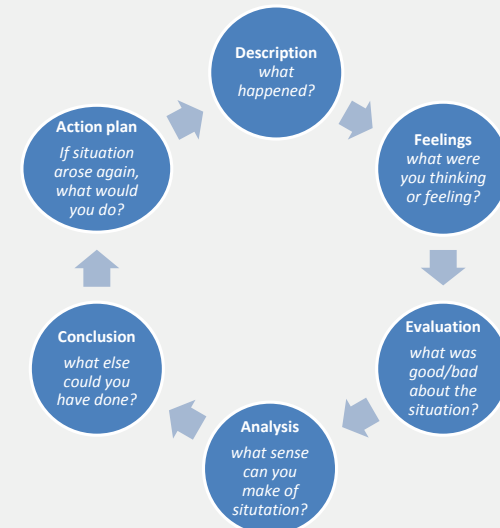 Description
what
happened?
Feelings
what were
you thinking
or feeling?
Evaluation
what was
good/bad
about the
situation?
Analysis
what sense
can you
make of
situtation?
Conclusion
what else
could you
have done?
Action plan
If situation
arose again,
what would
you do?